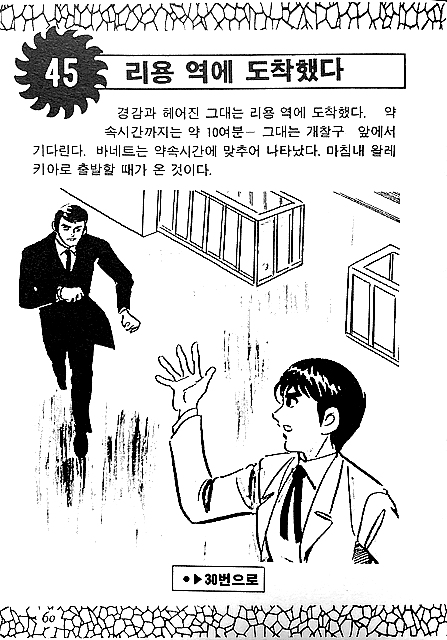 45 리용 역에 도착했다
경감과 헤어진 그대는 리용 역에 도착했다. 약
속시간까지는 약 10여분— 그대는 개찰구 앞에서
기다린다. 바네트는 약속시간에 맞추어 나타났다. 마침내 왈레
키아로 출발할 때가 온 것이다.
●▶30번으로
60